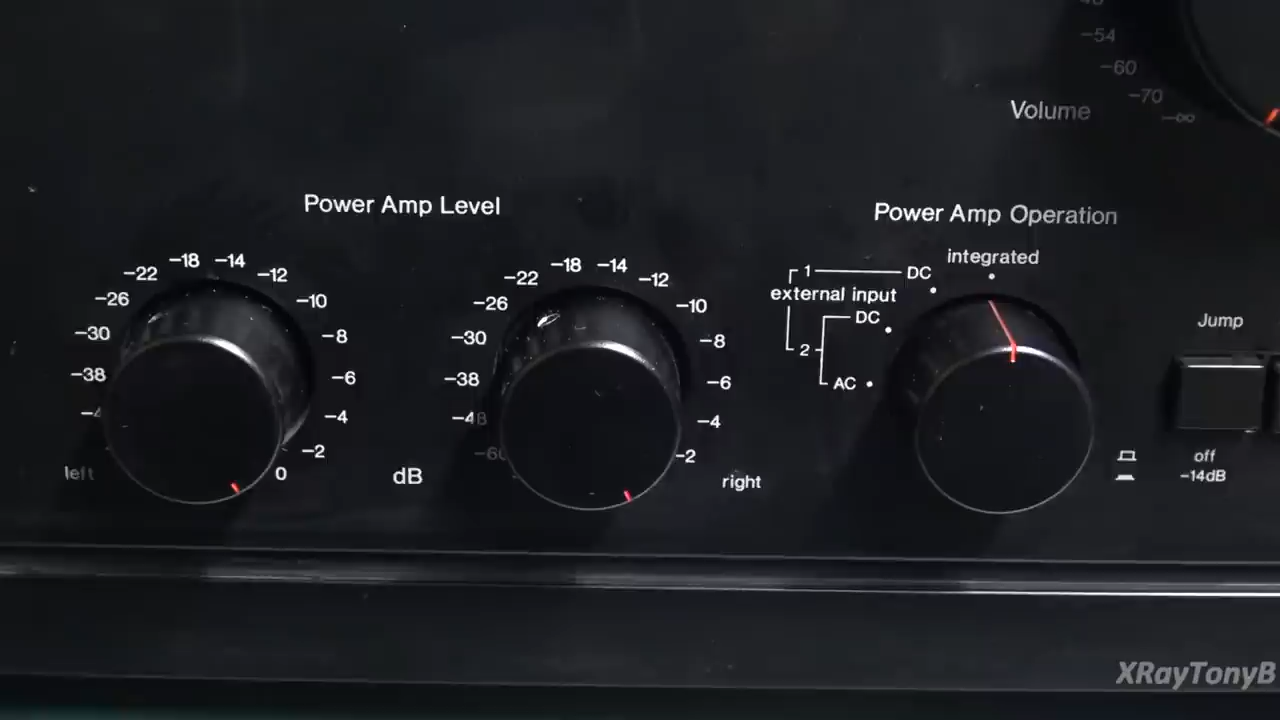 -54
-60
-70
-∞
Volume
Power Amp Level
-18 -14
-22 -12
-26 -10
-30 -8
-38 -6
-4
-2
left 0
dB
-18 -14
-22 -12
-26 -10
-30 -8
-38 -6
-48 -4
-60 -2
right
Power Amp Operation
integrated
1 DC
external input
DC
2
AC
Jump
off
-14dB
XRayTonyB